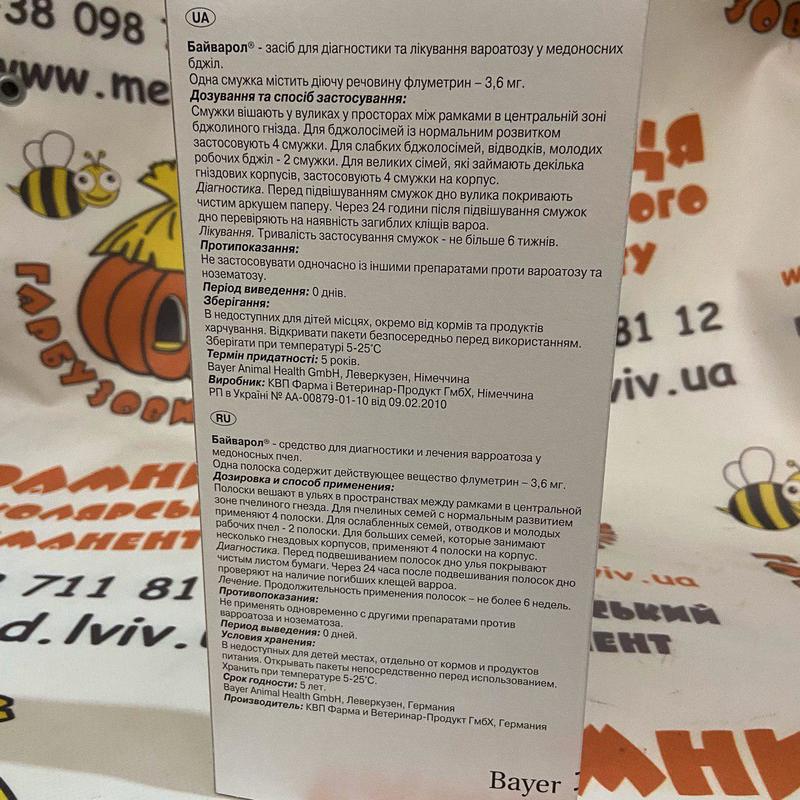 38 098
www.me
UA
Байварол® - засіб для діагностики та лікування вароатозу у медоносних
бджіл.
Одна смужка містить діючу речовину флуметрин – 3,6 мг.
Дозування та спосіб застосування:
Смужки вішають у вуликах у просторах між рамками в центральній зоні
бджолиного гнізда. Для бджолосімей із нормальним розвитком
застосовують 4 смужки. Для слабких бджолосімей, відводків, молодих
робочих бджіл - 2 смужки. Для великих сімей, які займають декілька
гніздових корпусів, застосовують 4 смужки на корпус.
Діагностика. Перед підвішуванням смужок дно вулика покривають
чистим аркушем паперу. Через 24 години після підвішування смужок
дно перевіряють на наявність загиблих кліщів вароа.
Лікування. Тривалість застосування смужок - не більше 6 тижнів.
Протипоказання:
Не застосовувати одночасно із іншими препаратами проти вароатозу та
нозематозу.
Період виведення: 0 днів.
Зберігання:
В недоступних для дітей місцях, окремо від кормів та продуктів
харчування. Відкривати пакети безпосередньо перед використанням.
Зберігати при температурі 5-25°С
Термін придатності: 5 років.
Bayer Animal Health GmbH, Леверкузен, Німеччина
Виробник: КВП Фарма і Ветеринар-Продукт ГмбХ, Німеччина
РП в Україні № АА-00879-01-10 від 09.02.2010
RU
Байварол® - средство для диагностики и лечения варроатоза у
медоносных пчел.
Одна полоска содержит действующее вещество флуметрин – 3,6 мг.
Дозировка и способ применения:
Полоски вешают в ульях в пространствах между рамками в центральной
зоне пчелиного гнезда. Для пчелиных семей с нормальным развитием
применяют 4 полоски. Для ослабленных семей, отводков и молодых
рабочих пчел - 2 полоски. Для больших семей, которые занимают
несколько гнездовых корпусов, применяют 4 полоски на корпус.
Диагностика. Перед подвешиванием полосок дно улья покрывают
чистым листом бумаги. Через 24 часа после подвешивания полосок дно
проверяют на наличие погибших клещей варроа.
Лечение. Продолжительность применения полосок – не более 6 недель.
Противопоказания:
Не применять одновременно с другими препаратами против
варроатоза и нозематоза.
Период выведения: 0 дней.
Условия хранения:
В недоступных для детей местах, отдельно от кормов и продуктов
питания. Открывать пакеты непосредственно перед использованием.
Хранить при температуре 5-25°С.
Срок годности: 5 лет.
Bayer Animal Health GmbH, Леверкузен, Германия
Производитель: КВП Фарма и Ветеринар-Продукт ГмбХ, Германия
Bayer
ГАРБУЗОВИ
РАМНИ
ОЛЯРСЬ
МАНЕНТ
711 81
d.lviv.
ОГО
У
81 12
lviv.ua
lviv.ua
ЬКИЙ
ЕНТ
МНИ